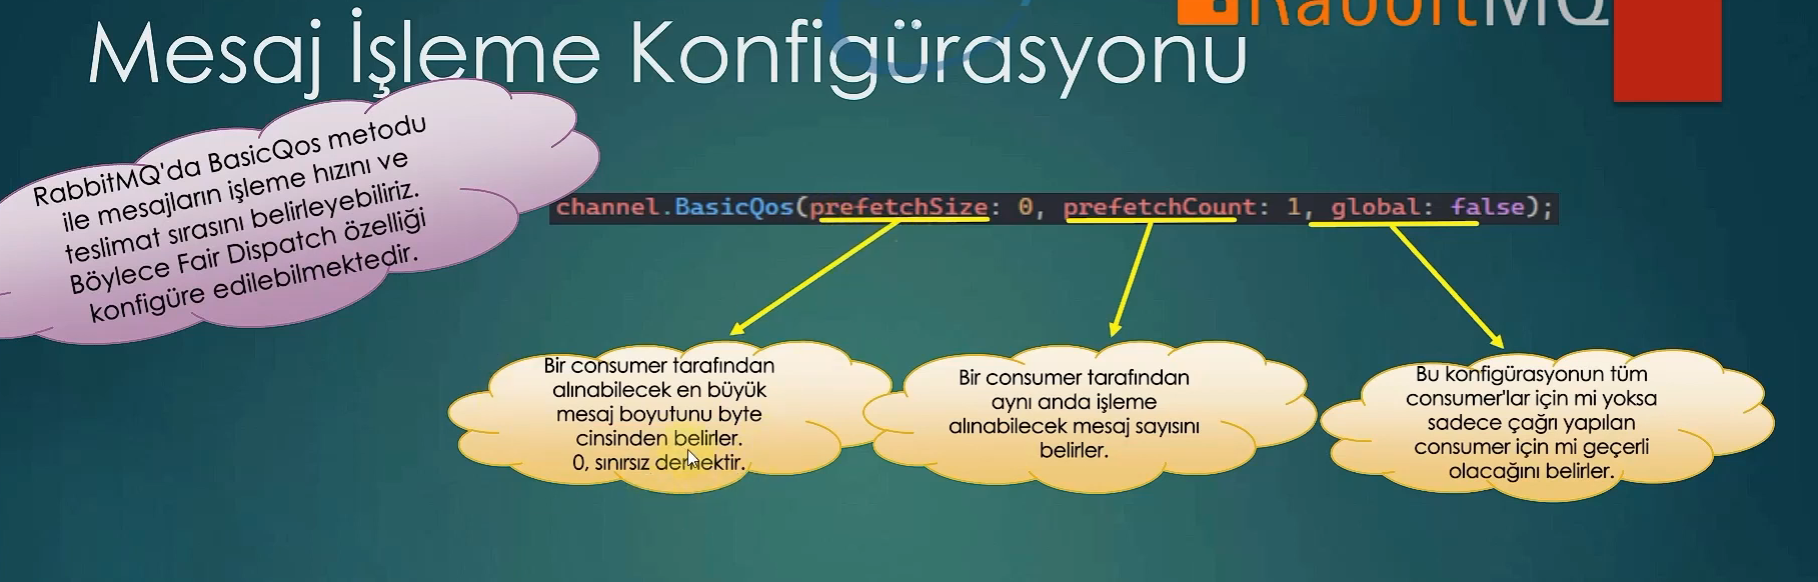 RabbitMQ
Mesaj İşleme Konfigürasyonu
RabbitMQ'da BasicQos metodu
ile mesajların işleme hızını ve
teslimat sırasını belirleyebiliriz.
Böylece Fair Dispatch özelliği
konfigüre edilebilmektedir.
channel.BasicQos(prefetchSize: 0, prefetchCount: 1, global: false);
Bir consumer tarafından
alınabilecek en büyük
mesaj boyutunu byte
cinsinden belirler.
0, sınırsız demektir.
Bir consumer tarafından
aynı anda işleme
alınabilecek mesaj sayısını
belirler.
Bu konfigürasyonun tüm
consumer'lar için mi yoksa
sadece çağrı yapılan
consumer için mi geçerli
olacağını belirler.